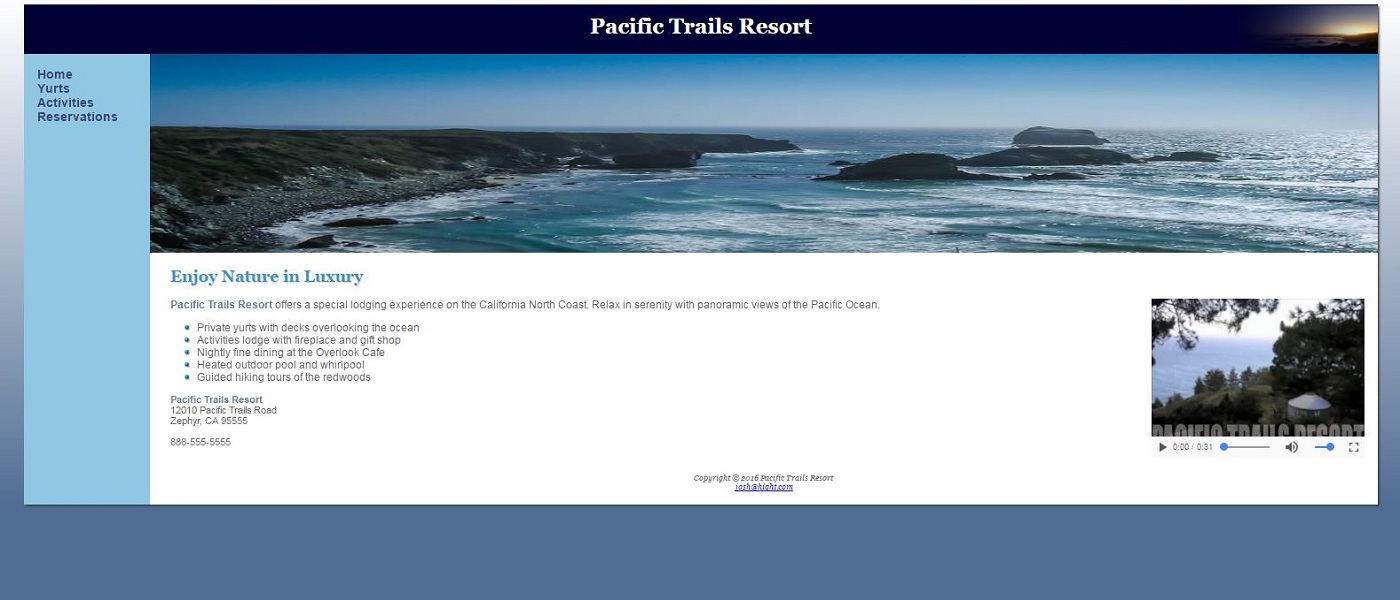 Pacific Trails Resort
Home
Yurts
Activities
Reservations
Enjoy Nature in Luxury
Pacific Trails Resort offers a special lodging experience on the California North Coast. Relax in serenity with panoramic views of the Pacific Ocean.
Private yurts with decks overlooking the ocean
Activities lodge with fireplace and gift shop
Nightly fine dining at the Overlook Cafe
Heated outdoor pool and whirlpool
Guided hiking tours of the redwoods
Pacific Trails Resort
12010 Pacific Trails Road
Zephyr, CA 95555
888-555-5555
PACIFIC TRAILS RESORT
0:00 / 0:31
Copyright © 2016 Pacific Trails Resort
josh@hight.com